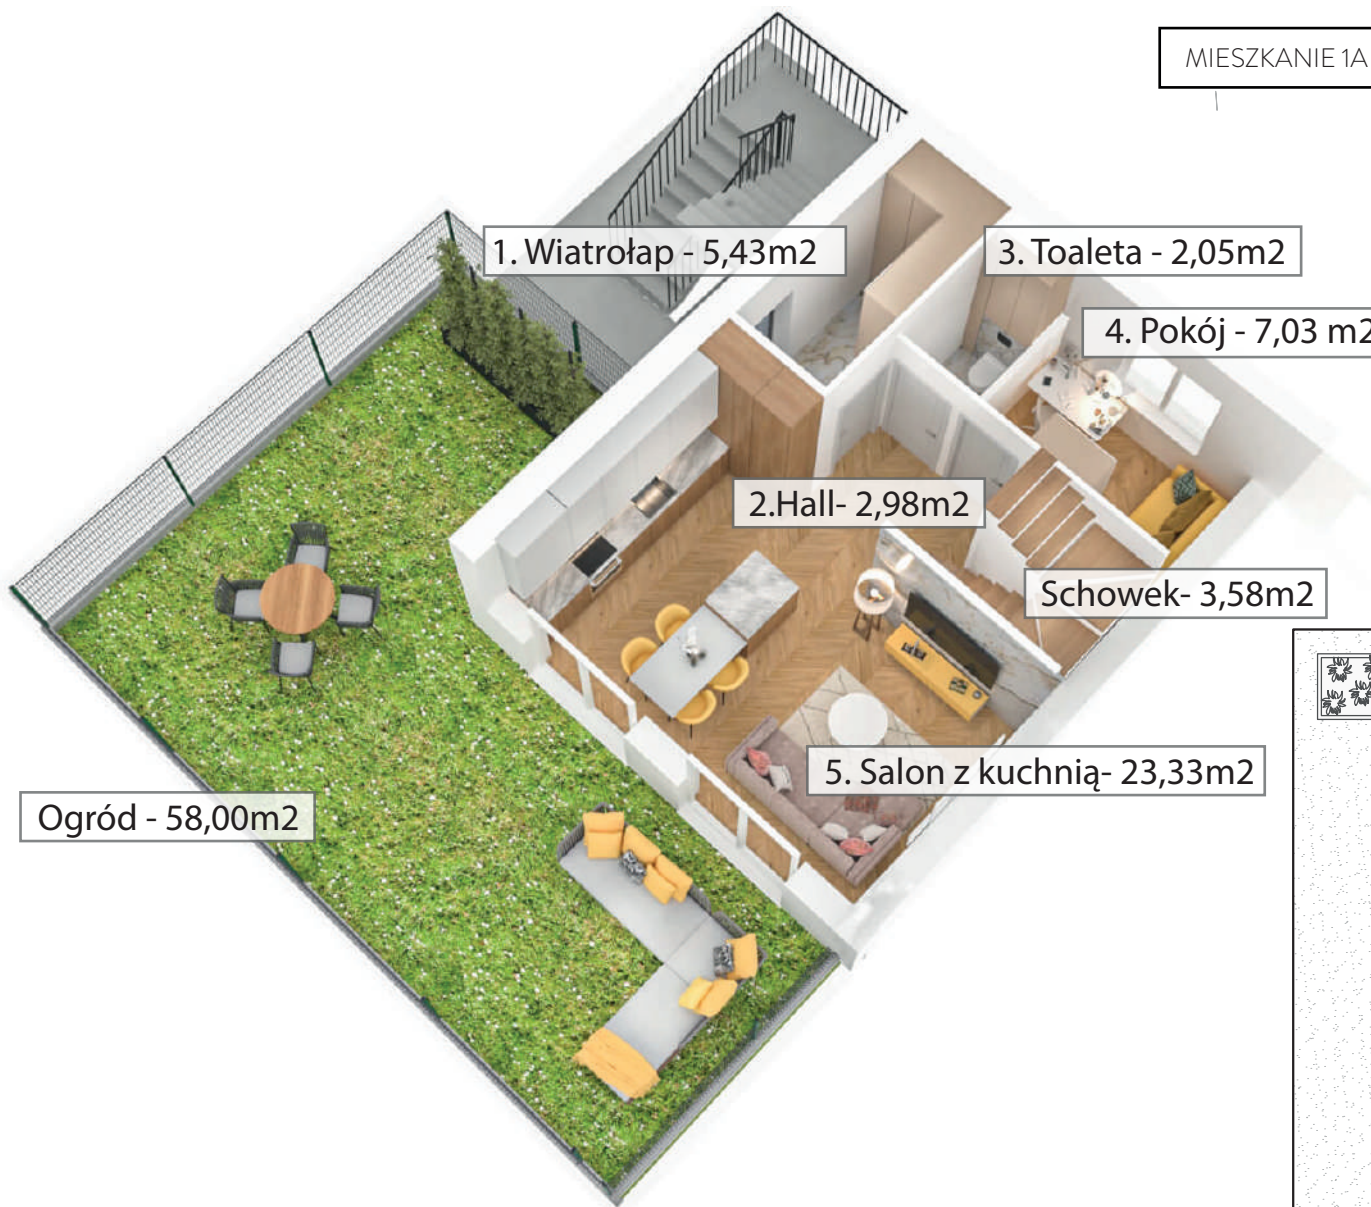 MIESZKANIE 1A
1. Wiatrołap - 5,43m2
3. Toaleta - 2,05m2
4. Pokój - 7,03 m2
2.Hall- 2,98m2
Schowek- 3,58m2
5. Salon z kuchnią- 23,33m2
Ogród - 58,00m2